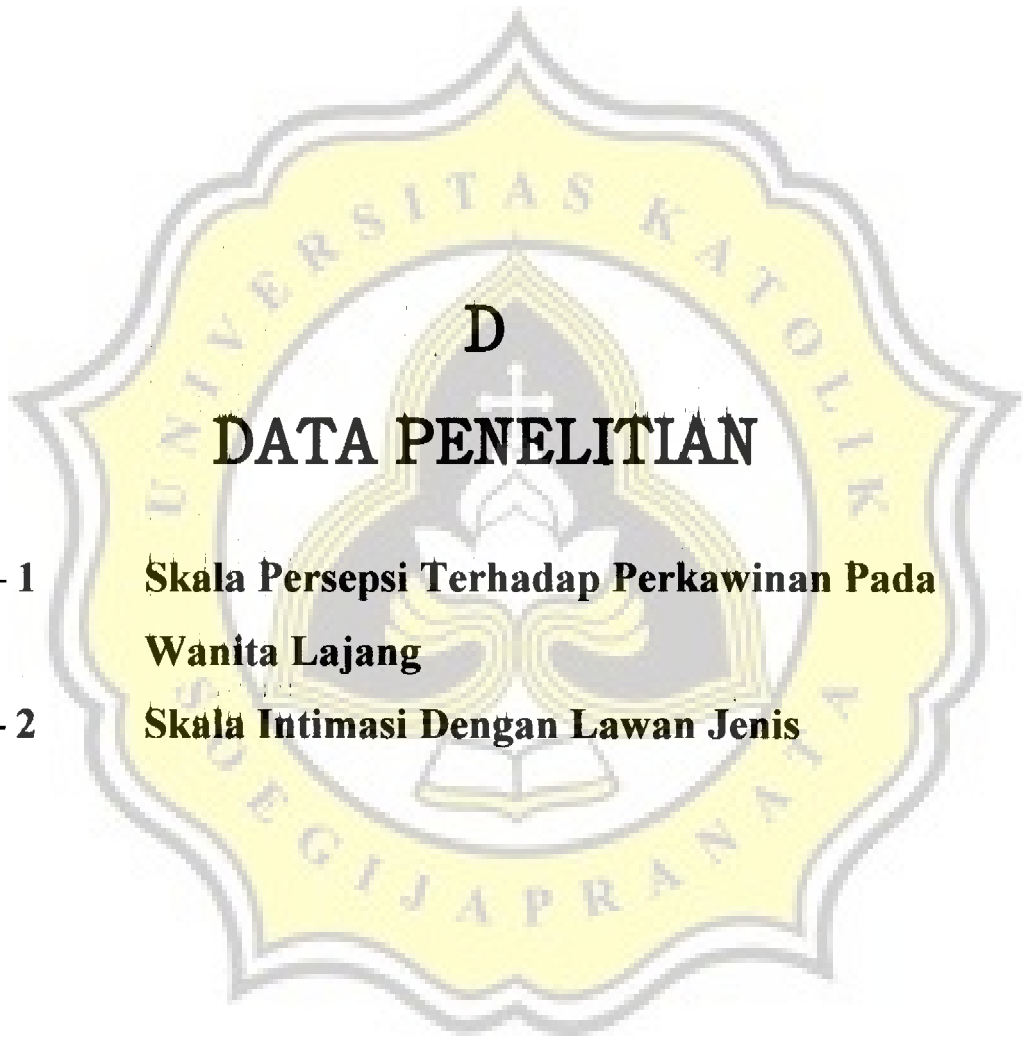 D
DATA PENELITIAN
- 1 Skala Persepsi Terhadap Perkawinan Pada
Wanita Lajang
- 2 Skala Intimasi Dengan Lawan Jenis
UNIVERSITAS KATOLIK
SOEGIJAPRANATA